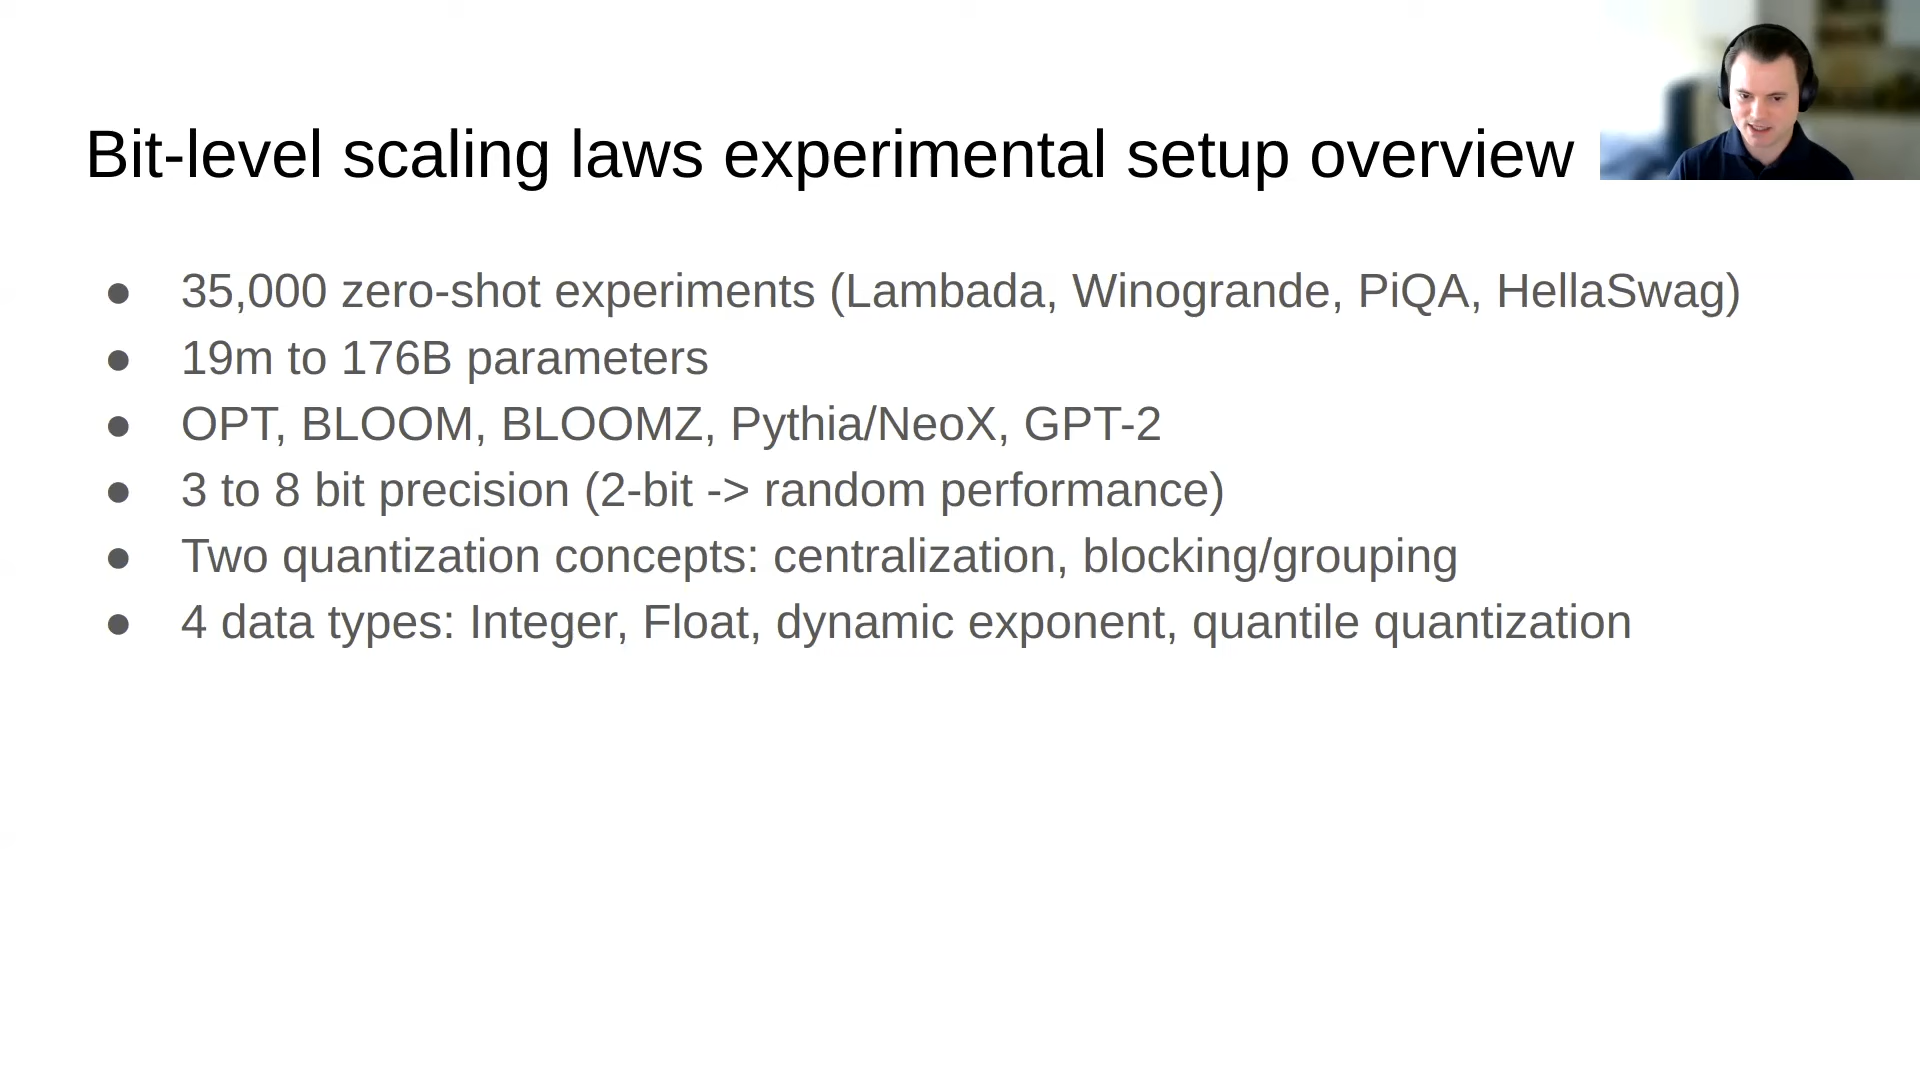 Bit-level scaling laws experimental setup overview
● 35,000 zero-shot experiments (Lambada, Winogrande, PiQA, HellaSwag)
● 19m to 176B parameters
● OPT, BLOOM, BLOOMZ, Pythia/NeoX, GPT-2
● 3 to 8 bit precision (2-bit -> random performance)
● Two quantization concepts: centralization, blocking/grouping
● 4 data types: Integer, Float, dynamic exponent, quantile quantization